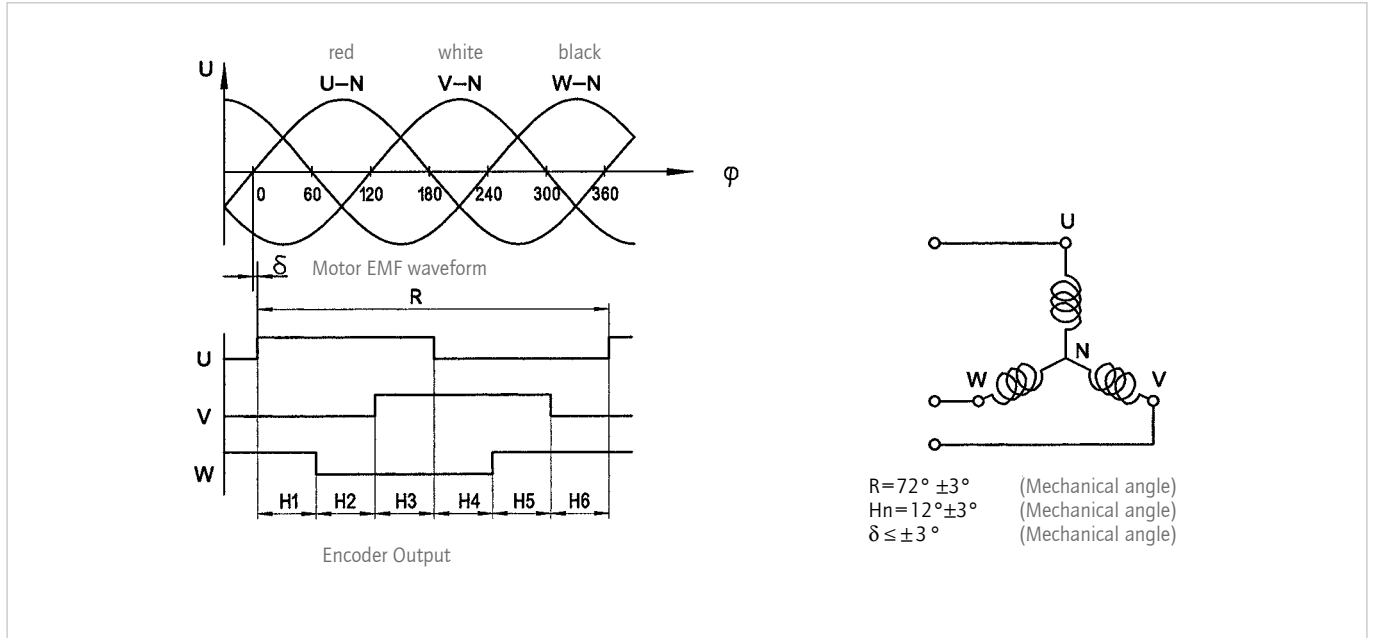 red white black
U U–N V–N W–N
φ
0 60 120 180 240 300 360
δ Motor EMF waveform
R
U
V
W
H1 H2 H3 H4 H5 H6
Encoder Output
U
N
W V
R=72° ±3° (Mechanical angle)
Hn=12°±3° (Mechanical angle)
δ ≤ ±3° (Mechanical angle)